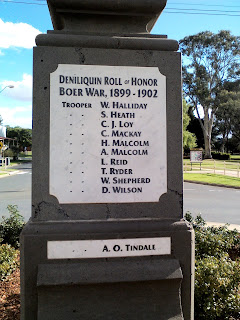 DENILIQUIN ROLL OF HONOR
BOER WAR, 1899-1902
TROOPER W. HALLIDAY
" S. HEATH
" C. J. LOY
" C. MACKAY
" H. MALCOLM
" A. MALCOLM
" L. REID
" T. RYDER
" W. SHEPHERD
" D. WILSON
" A. O. TINDALE